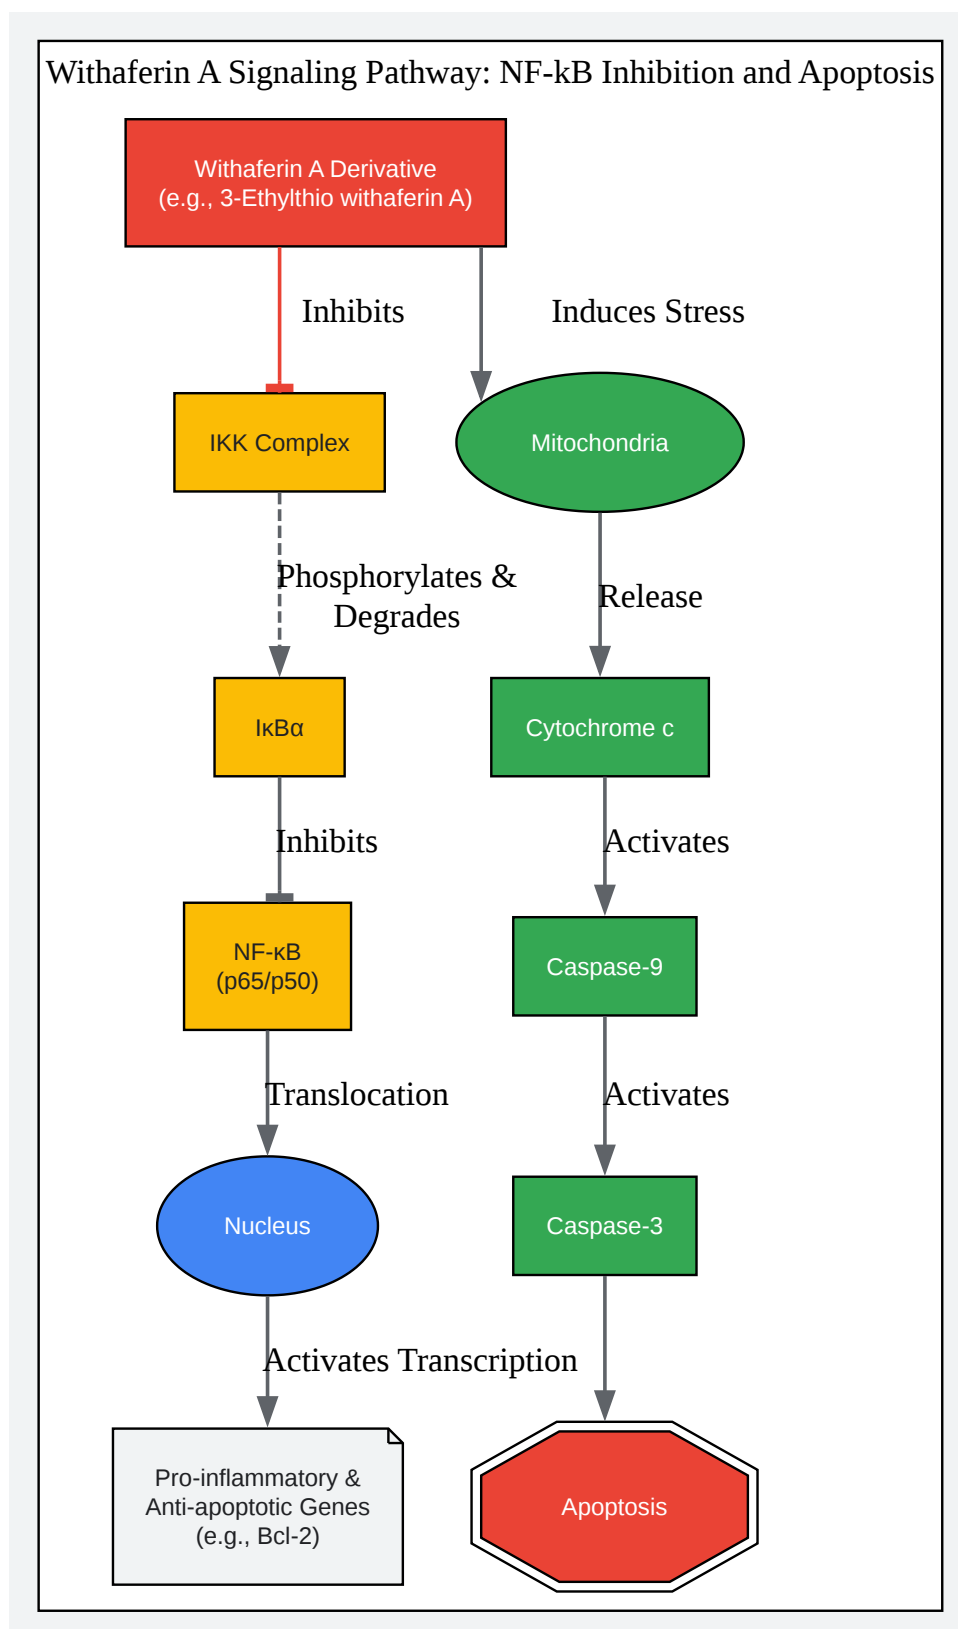 Withaferin A Signaling Pathway: NF-kB Inhibition and Apoptosis
Withaferin A Derivative
(e.g., 3-Ethylthio withaferin A)
Inhibits
Induces Stress
IKK Complex
Mitochondria
Phosphorylates &
Degrades
Release
IκBα
Cytochrome c
Inhibits
Activates
NF-κB
(p65/p50)
Caspase-9
Translocation
Activates
Nucleus
Caspase-3
Activates Transcription
Pro-inflammatory &
Anti-apoptotic Genes
(e.g., Bcl-2)
Apoptosis